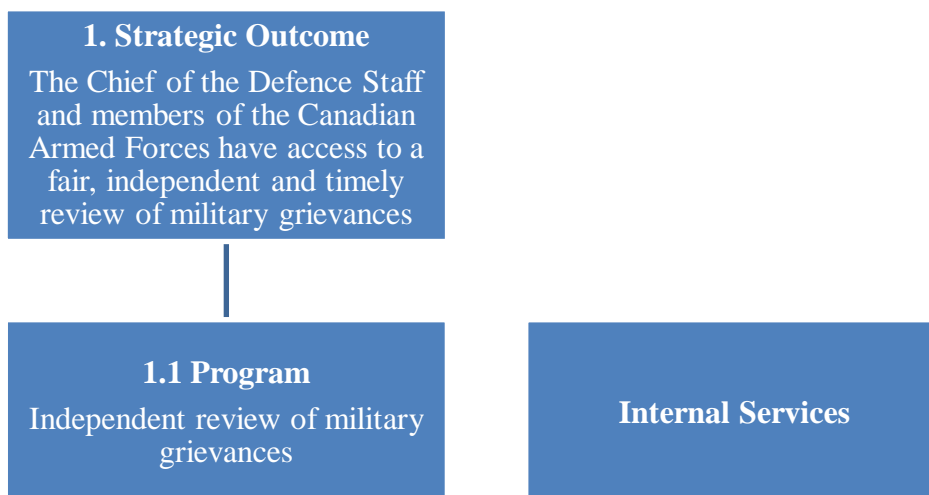 1. Strategic Outcome
The Chief of the Defence Staff
and members of the Canadian
Armed Forces have access to a
fair, independent and timely
review of military grievances
1.1 Program
Independent review of military
grievances
Internal Services